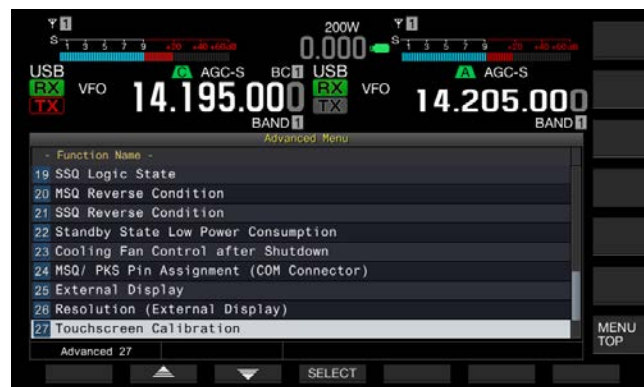 1 200W 1
S 1 3 5 7 9 +20 +40 +60dB 0.000 S 1 3 5 7 9 +20 +40 +60dB
USB C AGC-S BC1 USB A AGC-S
RX VFO 14.195.000 RX VFO 14.205.000
TX TX
BAND 1 BAND 1
Advanced Menu
- Function Name -
19 SSQ Logic State
20 MSQ Reverse Condition
21 SSQ Reverse Condition
22 Standby State Low Power Consumption
23 Cooling Fan Control after Shutdown
24 MSQ/ PKS Pin Assignment (COM Connector)
25 External Display
26 Resolution (External Display)
27 Touchscreen Calibration
MENU
TOP
Advanced 27
SELECT